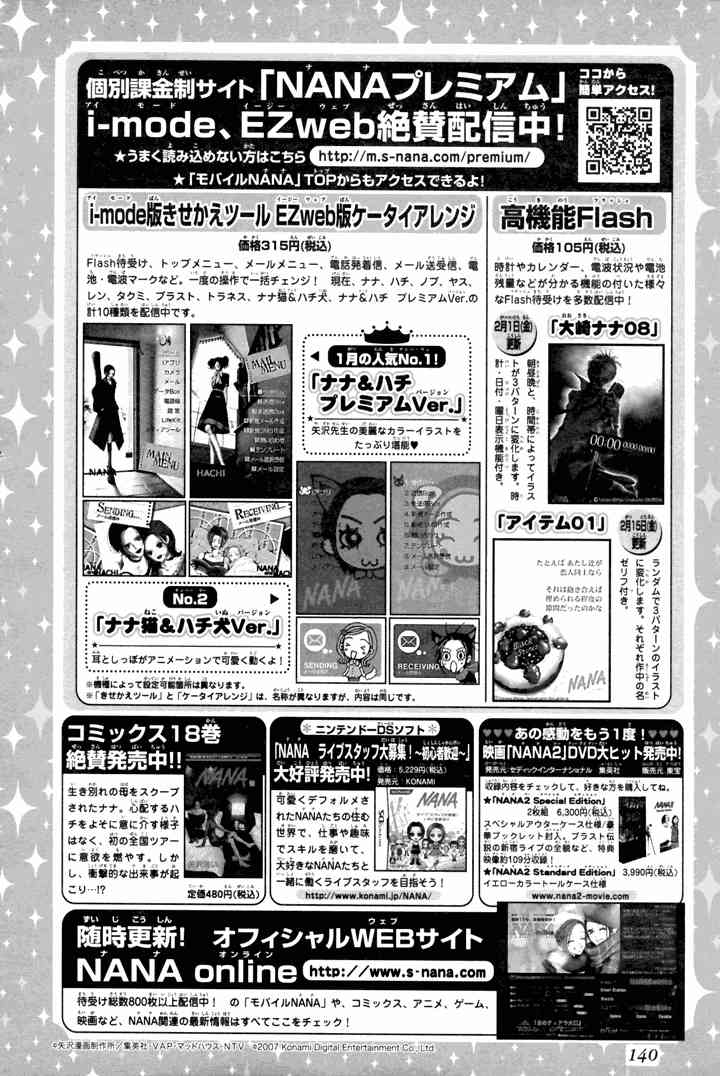 個別課金制サイト「NANAプレミアム」
i-mode、EZweb絶賛配信中!
★うまく読み込めない方はこちら http://m.s-nana.com/premium/
★「モバイルNANA」TOPからもアクセスできるよ!
ココから
簡単アクセス!
i-mode版きせかえツール EZweb版ケータイアレンジ
価格315円(税込)
Flash待受け、トップメニュー、メールメニュー、電話発着信、メール送受信、電
池・電波マークなど。一度の操作で一括チェンジ! 現在、ナナ、ハチ、ノブ、ヤス、
レン、タクミ、ブラスト、トラネス、ナナ猫&ハチ犬、ナナ&ハチ プレミアムVer.の
計10種類を配信中です。
MAIL MENU
NANA
HACHI
SENDING...
RECEIVING...
1月の人気No.1!
「ナナ&ハチ
プレミアムVer.」
矢沢先生の美麗なカラーイラストを
たっぷり堪能♥
NANA
NANA
SENDING
RECEIVING
No.2
「ナナ猫&ハチ犬Ver.」
耳としっぽがアニメーションで可愛く動くよ!
※機種によって設定可能箇所は異なります。
※「きせかえツール」と「ケータイアレンジ」は、名称が異なりますが、内容は同じです。
高機能Flash
価格105円(税込)
時計やカレンダー、電波状況や電池
残量などが分かる機能の付いた様々
なFlash待受けを多数配信中!
2月1日(金)
更新
「大崎ナナ08」
朝昼晩と、時間帯によってイラス
トが3パターンに変化します。時
計・日付・曜日表示機能付き。
「アイテム01」
2月15日(金)
更新
たとえば あたし達が
恋人同士なら
それは抱き合えば
埋められる程度の
隙間だったのかな
NANA
ランダムで3パターンのイラスト
に変化します。それぞれ作中の名
ゼリフ付き。
コミックス18巻
絶賛発売中!!
生き別れの母をスクープ
されたナナ。心配するハ
チをよそに意に介す様子
はなく、初の全国ツアー
に意欲を燃やす。しか
し、衝撃的な出来事が起
こり…!?
NANA
定価480円(税込)
※ニンテンドーDSソフト※
「NANA ライブスタッフ大募集!〜初心者歓迎〜」
大好評発売中!
価格:5,229円(税込)
発売元 KONAMI
可愛くデフォルメさ
れたNANAたちの住む
世界で、仕事や趣味
でスキルを磨いて、
大好きなNANAたちと
一緒に働くライブスタッフを目指そう!
NANA
http://www.konami.jp/NANA/
♥♥♥あの感動をもう1度!♥♥♥
映画「NANA2」DVD大ヒット発売中!
発売元 セディックインターナショナル 集英社 販売元 東宝
収録内容をチェックして、好きな方を購入してね。
★「NANA2 Special Edition」
2枚組 6,300円(税込)
スペシャルアウターケース仕様/豪
華ブックレット封入。ブラスト伝
説の新宿ライブの全貌など、特典
映像約109分収録!
★「NANA2 Standard Edition」 3,990円(税込)
イエローカラートールケース仕様
www.nana2-movie.com
随時更新! オフィシャルWEBサイト
NANA online http://www.s-nana.com
待受け総数800枚以上配信中! の「モバイルNANA」や、コミックス、アニメ、ゲーム、
映画など、NANA関連の最新情報はすべてここをチェック!
©矢沢漫画制作所/集英社・VAP・マッドハウス・NTV ©2007 Konami Digital Entertainment Co.,Ltd.
140